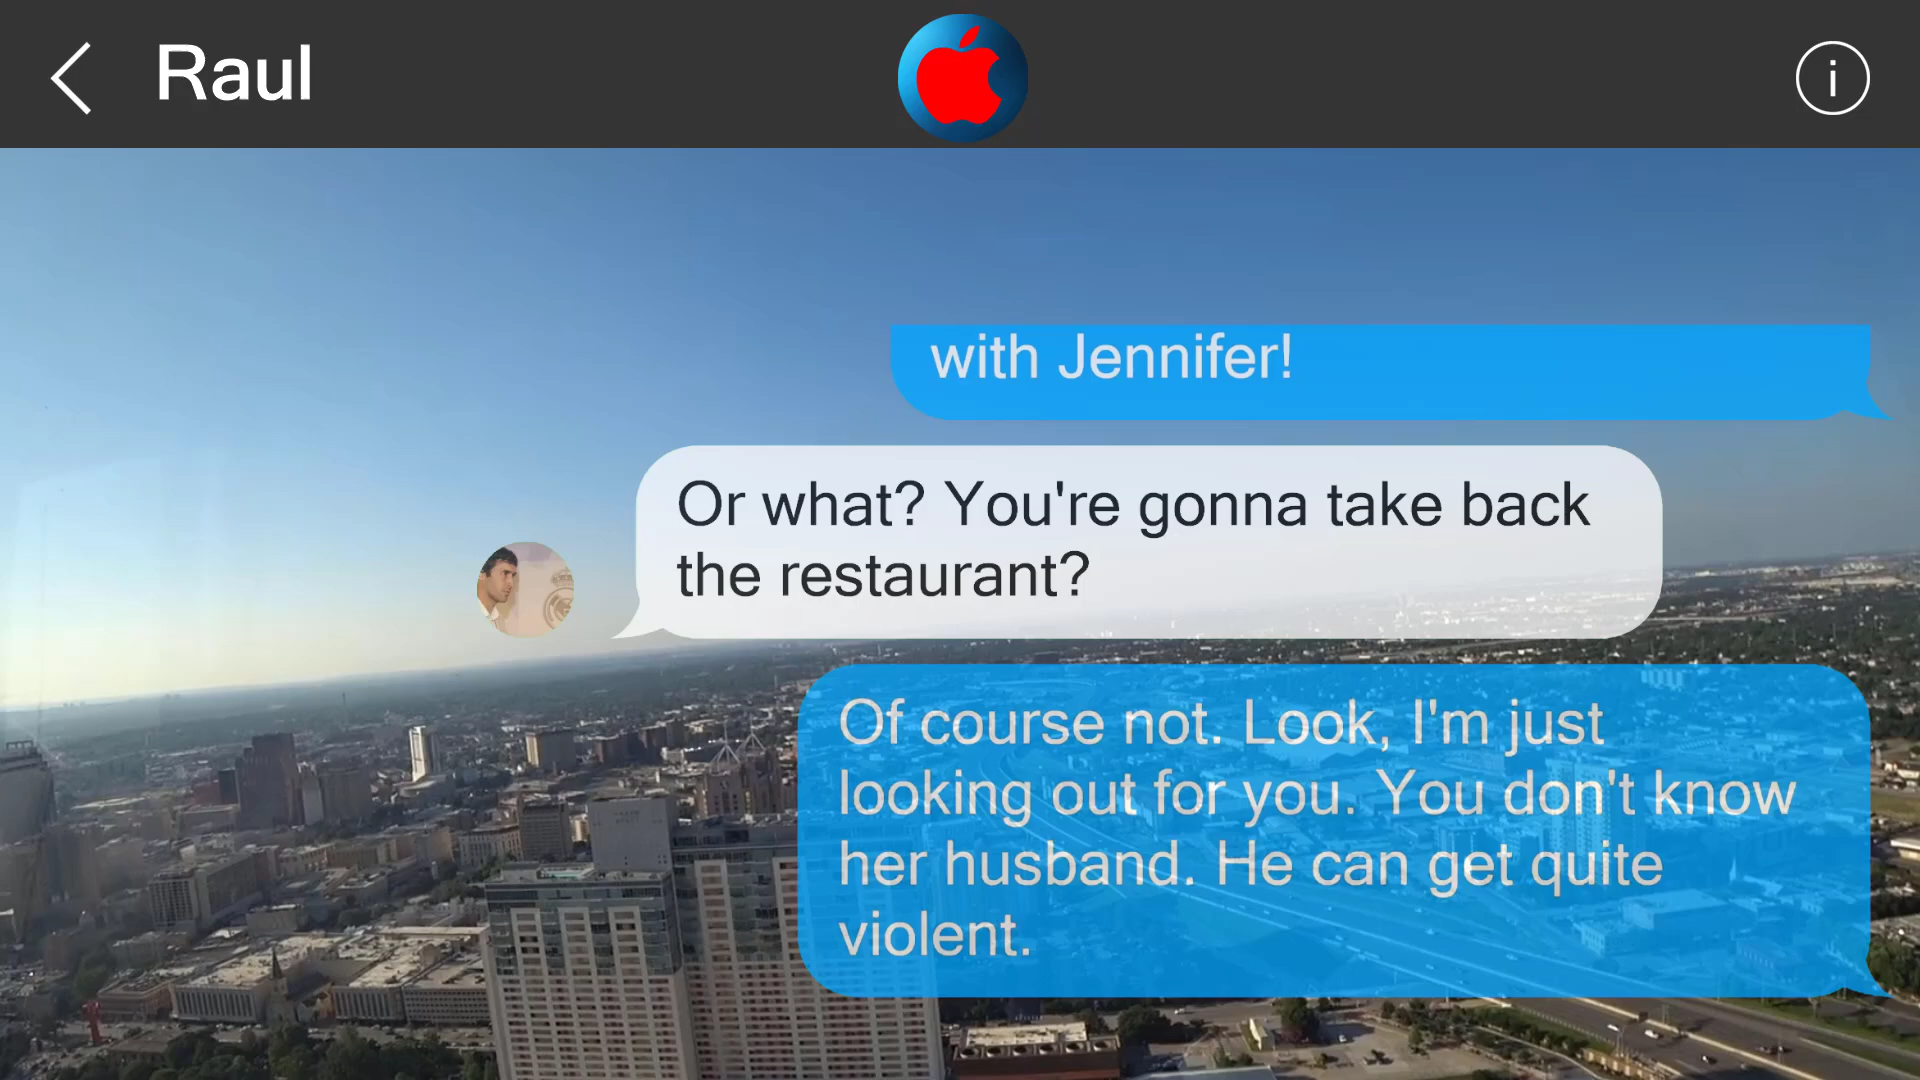 Raul
i
with Jennifer!
Or what? You're gonna take back
the restaurant?
Of course not. Look, I'm just
looking out for you. You don't know
her husband. He can get quite
violent.